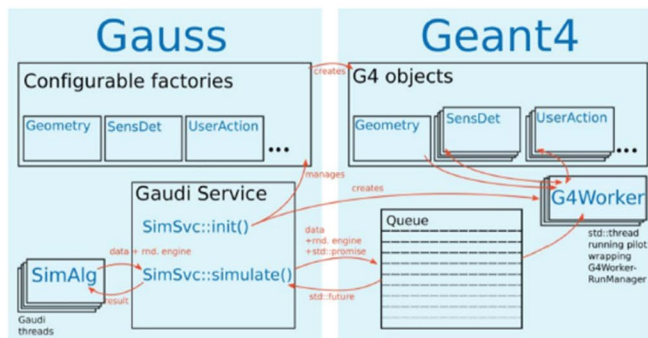 Gauss
Configurable factories
Geometry
SensDet
UserAction
...
creates
manages
Gaudi Service
SimSvc::init()
SimSvc::simulate()
data + rnd. engine
SimAlg
result
Gaudi
threads
Geant4
G4 objects
Geometry
SensDet
UserAction
...
creates
G4Worker
std::thread
running pilot
wrapping
G4Worker-
RunManager
Queue
data
+rnd. engine
+std::promise
std::future